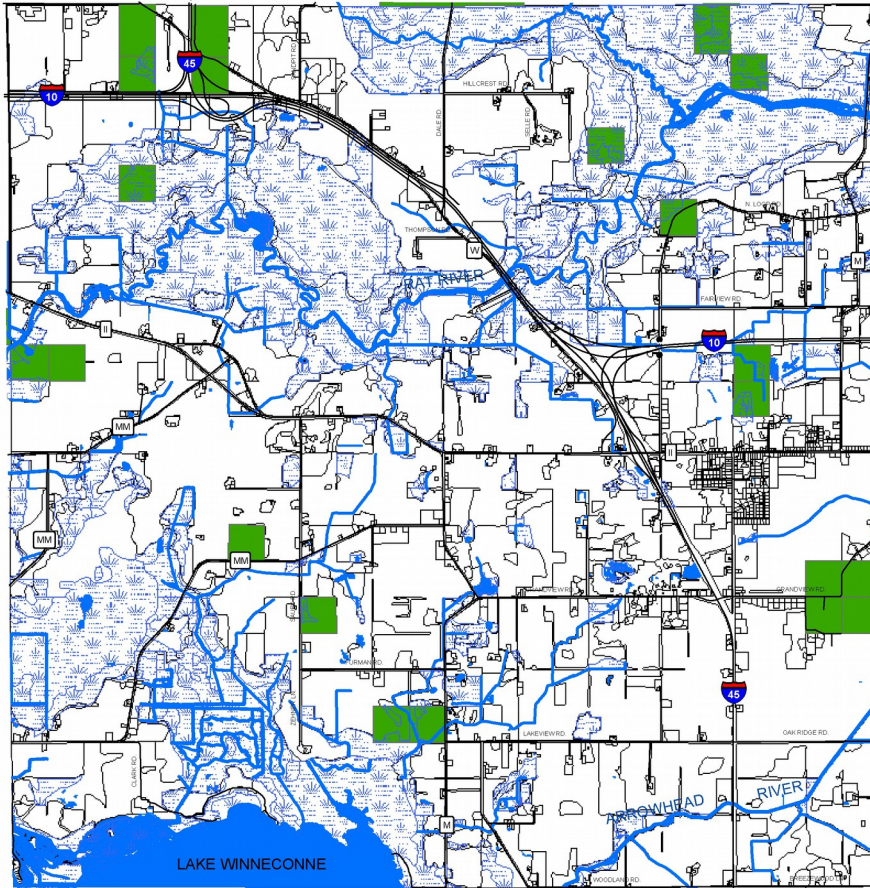 45
10
HILLCREST RD.
DALE RD.
SELLE RD.
N. LOOP RD.
THOMPSON RD.
W
M
RAT RIVER
FAIRVIEW RD.
II
10
MM
II
MM
MM
GRANDVIEW RD.
GRANDVIEW RD.
45
LAKEVIEW RD.
OAK RIDGE RD.
CLARK RD.
ARROWHEAD RIVER
M
LAKE WINNECONNE
WOODLAND RD.